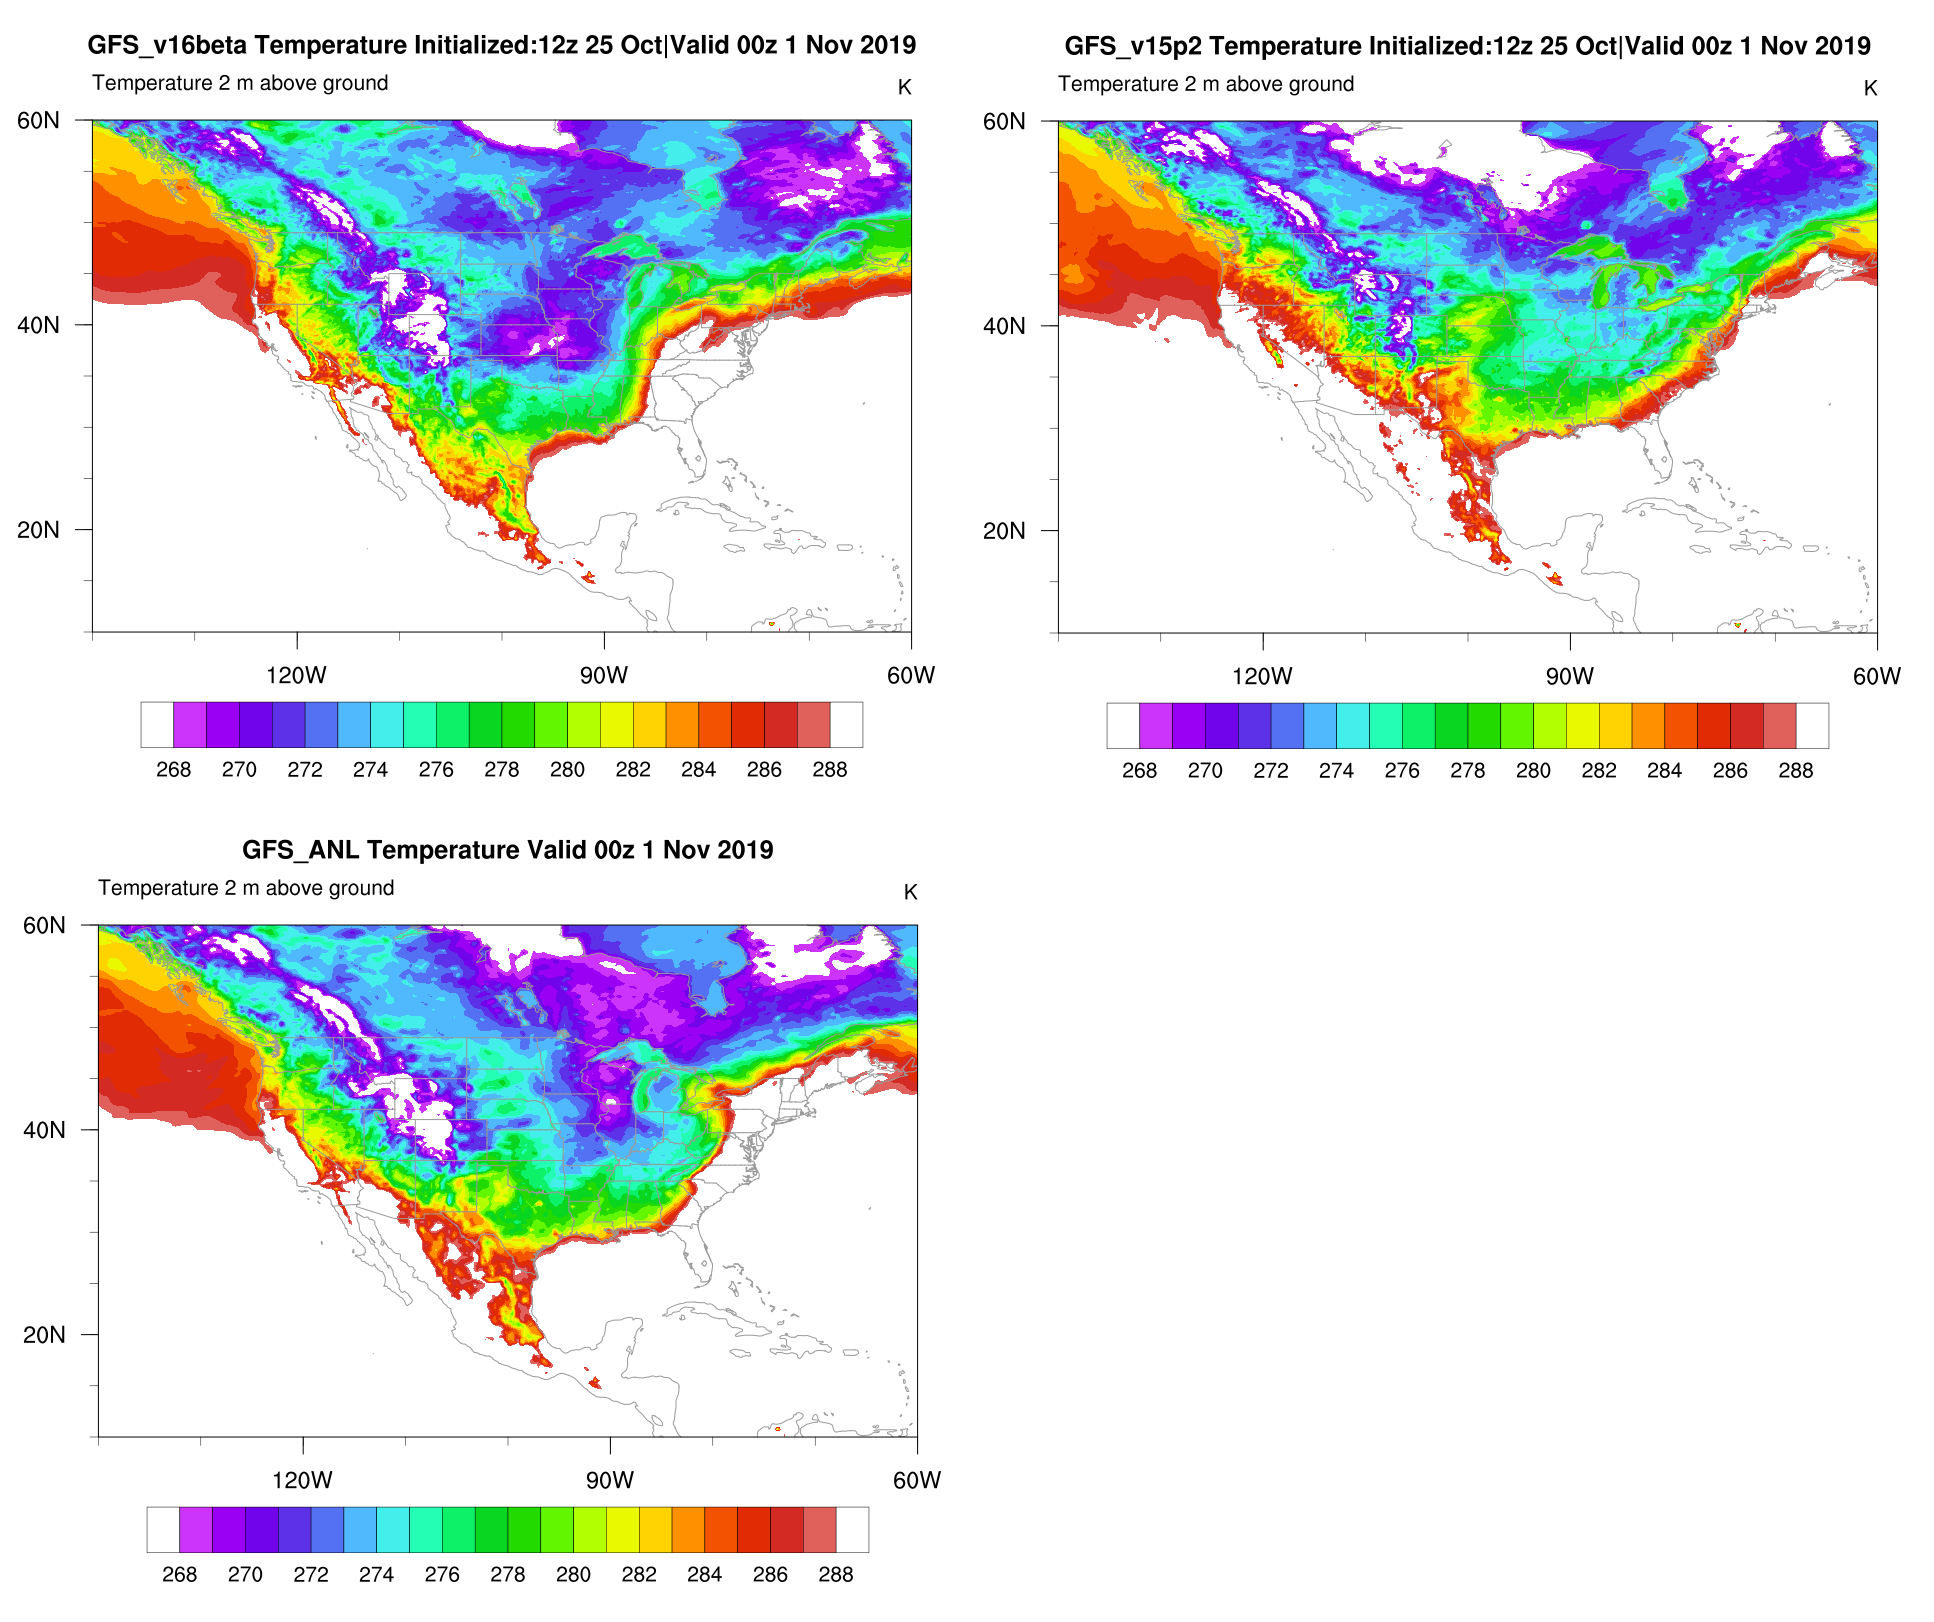 GFS_v16beta Temperature Initialized:12z 25 Oct|Valid 00z 1 Nov 2019
Temperature 2 m above ground
K
60N
40N
20N
120W
90W
60W
268 270 272 274 276 278 280 282 284 286 288
GFS_v15p2 Temperature Initialized:12z 25 Oct|Valid 00z 1 Nov 2019
Temperature 2 m above ground
K
60N
40N
20N
120W
90W
60W
268 270 272 274 276 278 280 282 284 286 288
GFS_ANL Temperature Valid 00z 1 Nov 2019
Temperature 2 m above ground
K
60N
40N
20N
120W
90W
60W
268 270 272 274 276 278 280 282 284 286 288